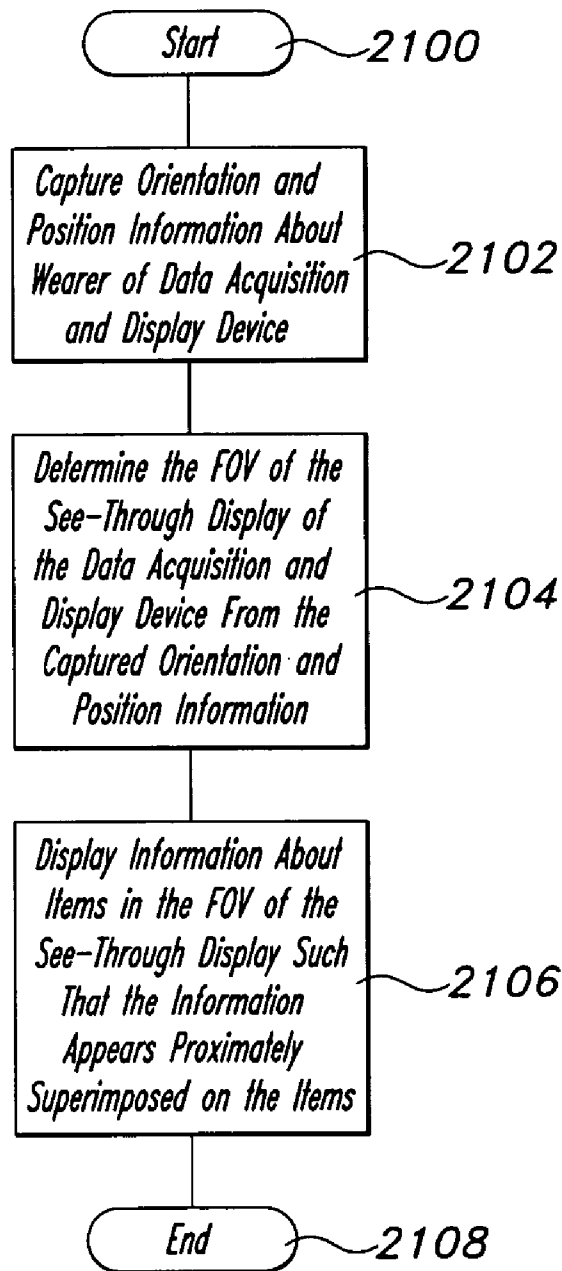 Start
2100
Capture Orientation and
Position Information About
Wearer of Data Acquisition
and Display Device
2102
Determine the FOV of the
See-Through Display of
the Data Acquisition and
Display Device From the
Captured Orientation and
Position Information
2104
Display Information About
Items in the FOV of the
See-Through Display Such
That the Information
Appears Proximately
Superimposed on the Items
2106
End
2108